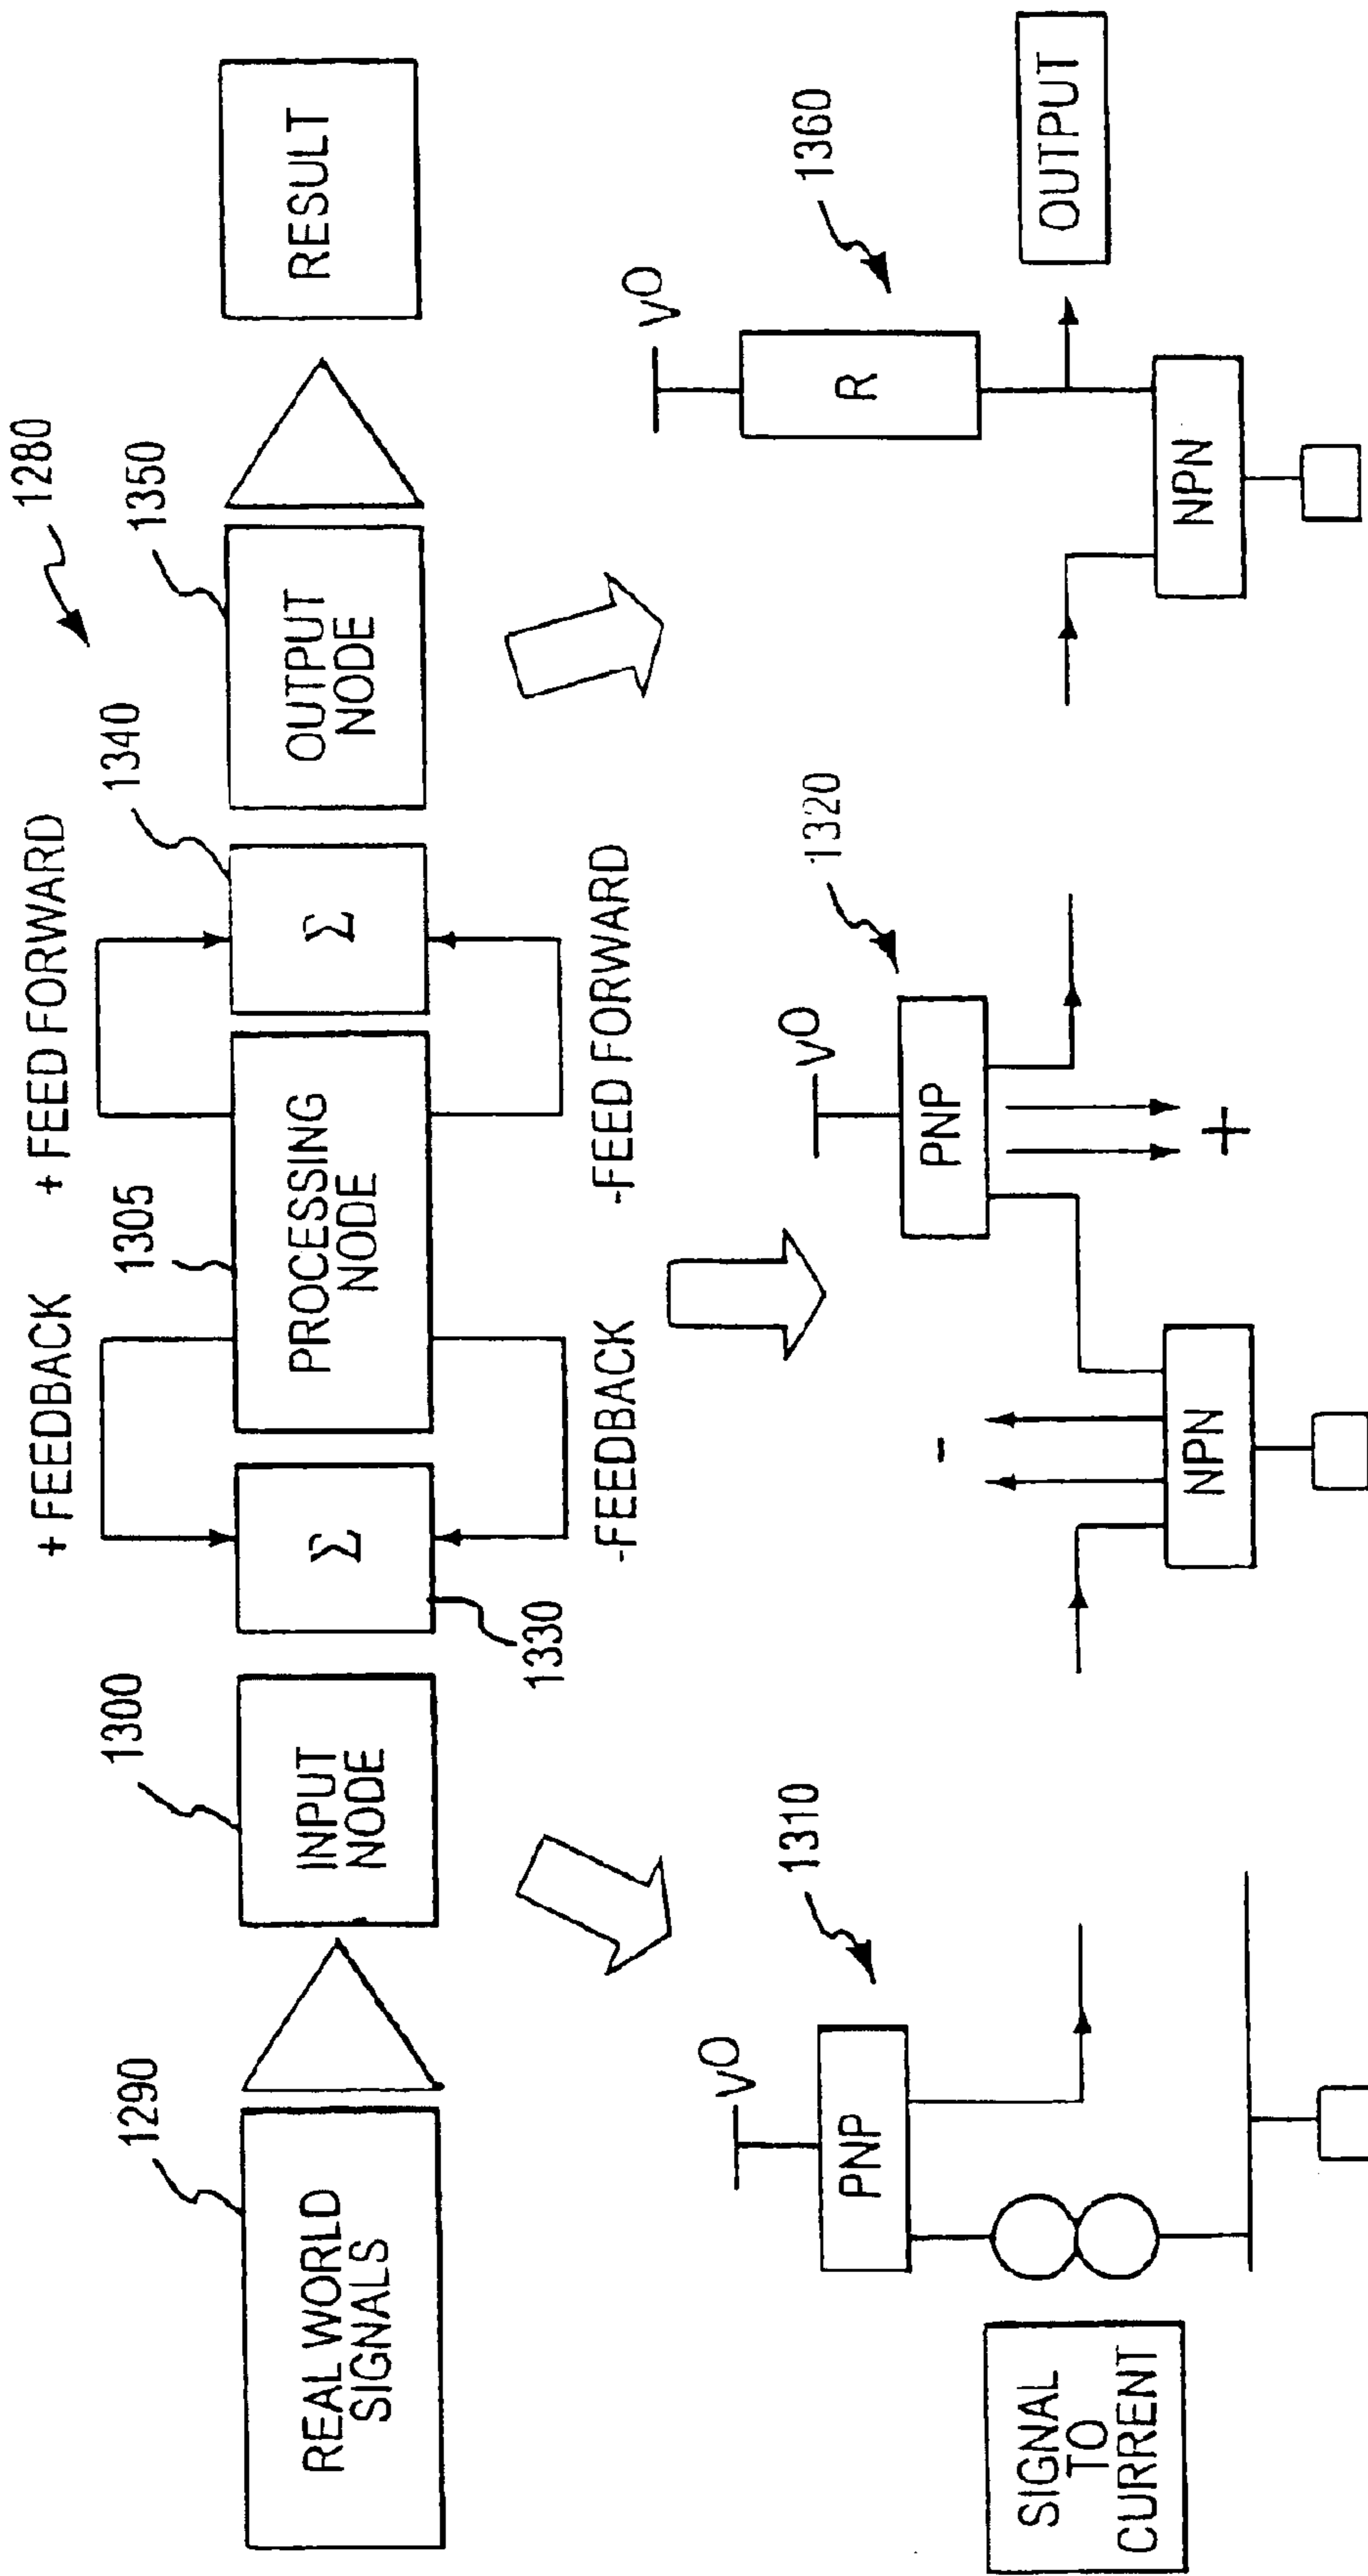 1280
+ FEEDBACK
+ FEED FORWARD
1290
1300
1305
1340
1350
REAL WORLD
SIGNALS
INPUT
NODE
Σ
PROCESSING
NODE
Σ
OUTPUT
NODE
RESULT
1330
-FEEDBACK
-FEED FORWARD
1310
1320
1360
VO
PNP
SIGNAL
TO
CURRENT
VO
PNP
-
+
NPN
VO
R
NPN
OUTPUT